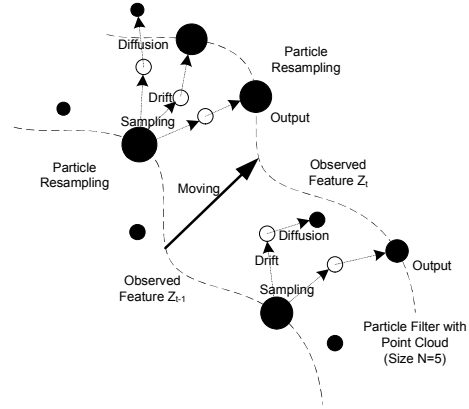 Diffusion
Particle
Resampling
Drift
Sampling
Output
Particle
Resampling
Observed
Feature Zt
Moving
Diffusion
Drift
Output
Observed
Feature Zt-1
Sampling
Particle Filter with
Point Cloud
(Size N=5)